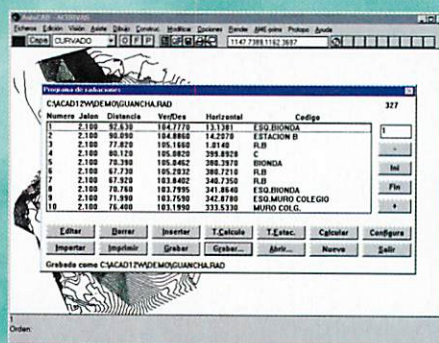 AutoCAD - ACDIVAS
Ficheros Edición Visión Asiste Dibujo Construc. Modificar Opciones Render AME-prims Protopo Ayuda
Capa CURVADO O F P 1147.7389,1162.3697
Programa de radiaciones
C:\ACAD12W\DEMO\GUANCHA.RAD 327
Numero Jalon Distancia Ver/Des Horizontal Codigo
1 2.100 92.630 104.7770 13.1381 ESQ.BIONDA 1
2 2.100 90.090 104.8860 14.2070 ESTACION B
3 2.100 77.820 105.1660 1.0140 R.B -
4 2.100 80.120 105.0820 399.8928 C
5 2.100 70.390 105.0462 380.3970 BIONDA Ini
6 2.100 67.730 105.2032 380.7210 R.B
7 2.100 67.920 103.8402 340.7350 R.B
8 2.100 70.760 103.7995 341.8640 ESQ.BIONDA Fin
9 2.100 71.990 103.7590 342.8780 ESQ.MURO COLEGIO
10 2.100 76.400 103.1990 333.5330 MURO COLG. +
Editar Borrar Insertar T.Calculo T.Estac. Calcular Configura
Importar Imprimir Grabar Grabar... Abrir... Nuevo Salir
Grabado como C:\ACAD12W\DEMO\GUANCHA.RAD
1
Orden: